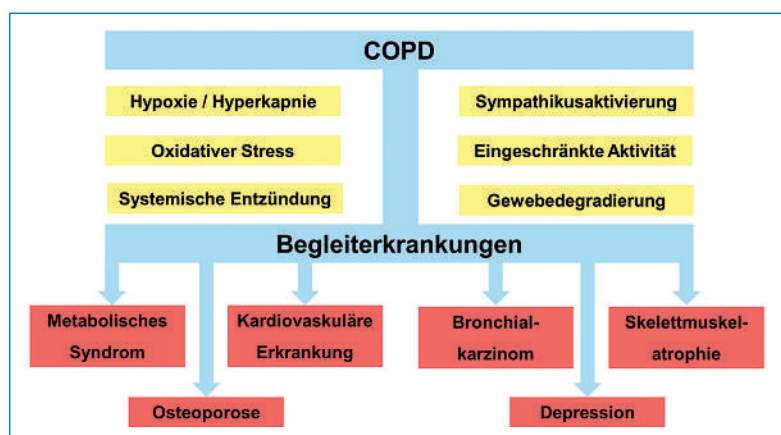 COPD
Hypoxie / Hyperkapnie
Sympathikusaktivierung
Oxidativer Stress
Eingeschränkte Aktivität
Systemische Entzündung
Gewebedegradierung
Begleiterkrankungen
Metabolisches
Syndrom
Kardiovaskuläre
Erkrankung
Bronchial-
karzinom
Skelettmuskel-
atrophie
Osteoporose
Depression